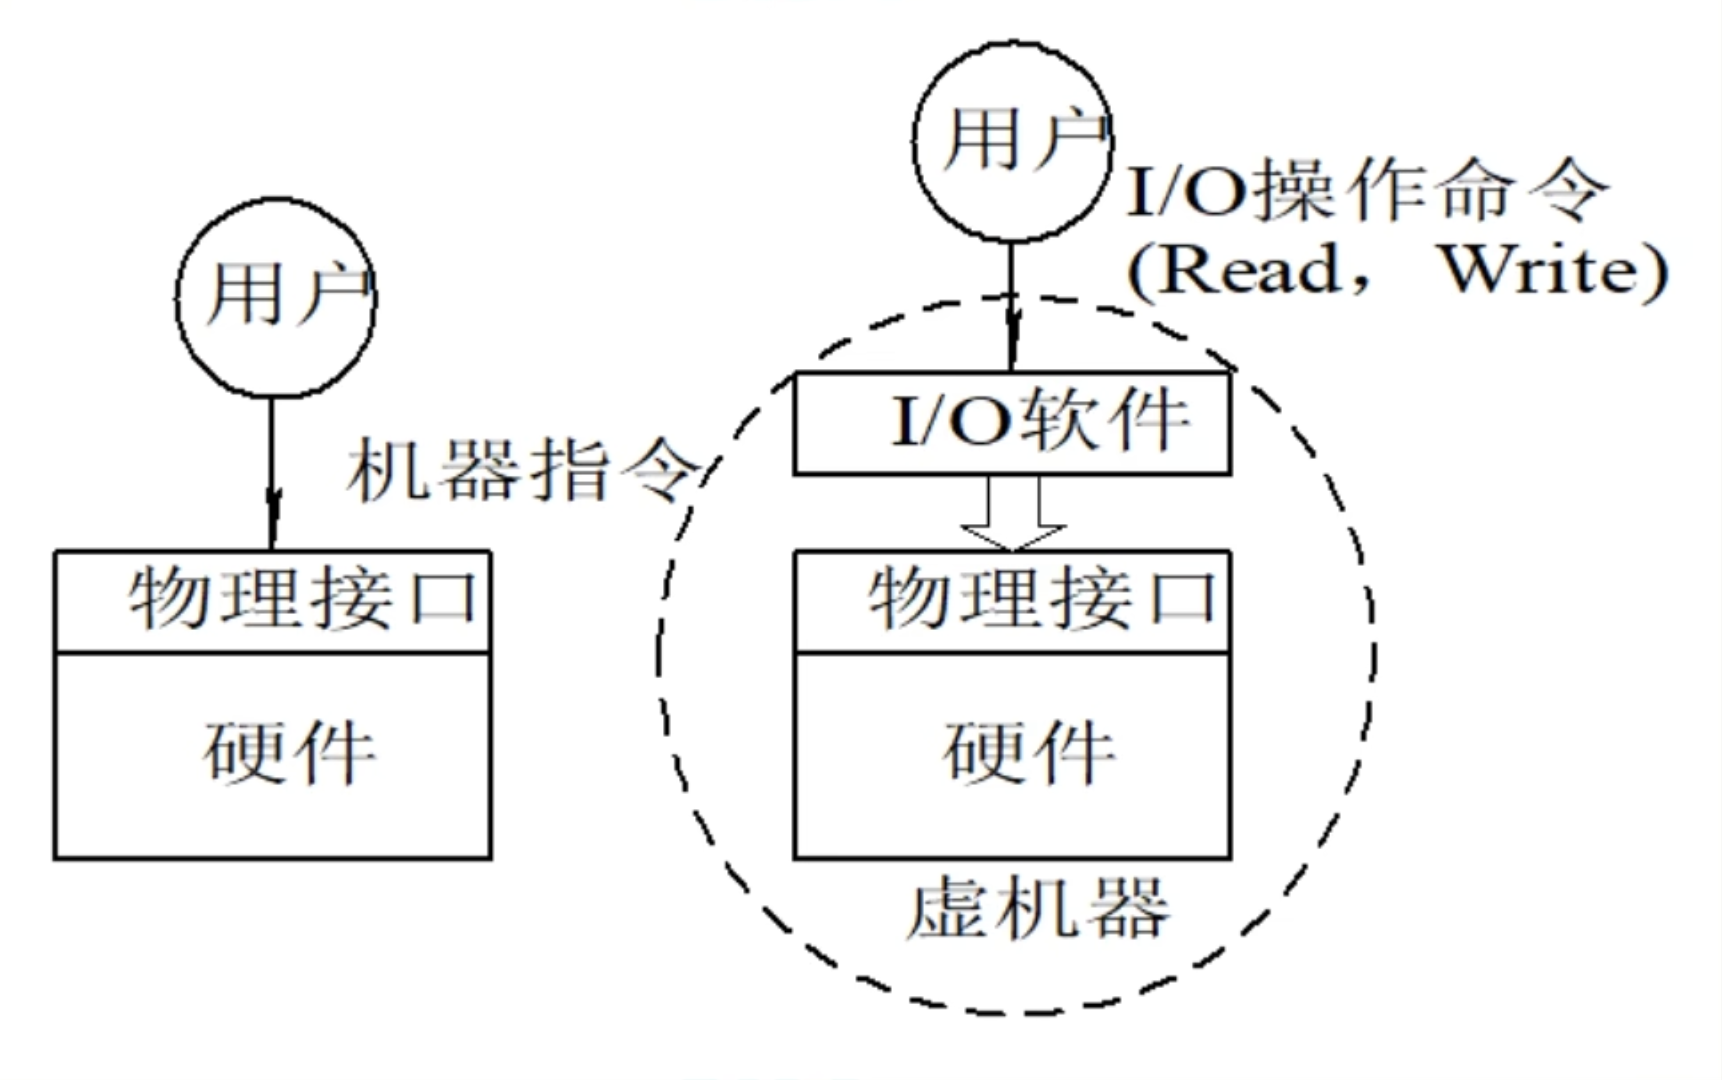 用户
机器指令
物理接口
硬件
用户
I/O操作命令
(Read，Write)
I/O软件
物理接口
硬件
虚机器